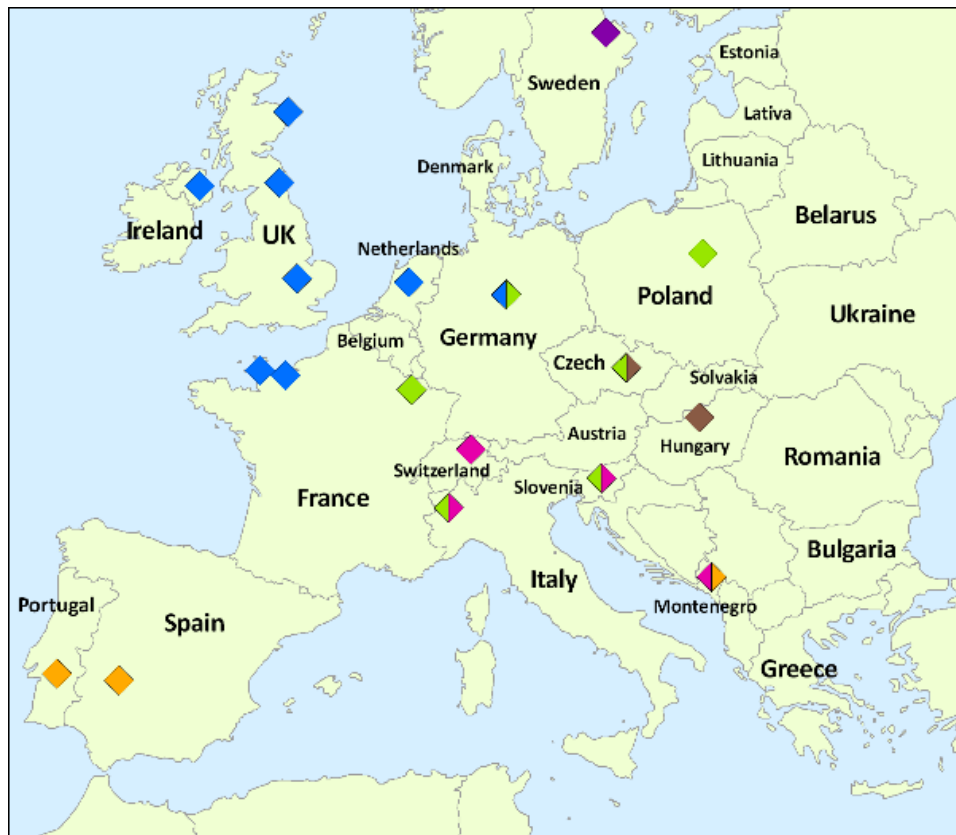 Estonia
Sweden
Lativa
Denmark
Lithuania
Ireland
UK
Belarus
Netherlands
Poland
Ukraine
Germany
Belgium
Czech
Solvakia
Austria
Hungary
Switzerland
Romania
Slovenia
France
Bulgaria
Italy
Portugal
Montenegro
Spain
Greece